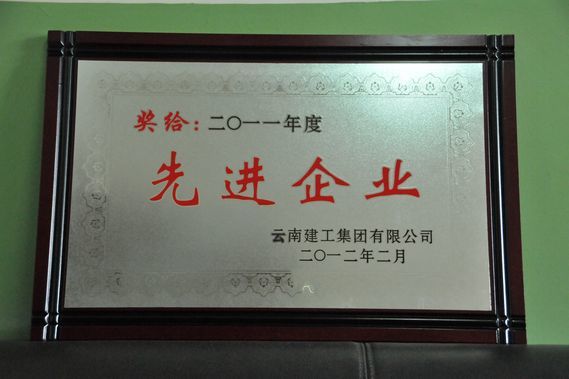 奖给：二〇一一年度
先进企业
云南建工集团有限公司
二〇一二年二月